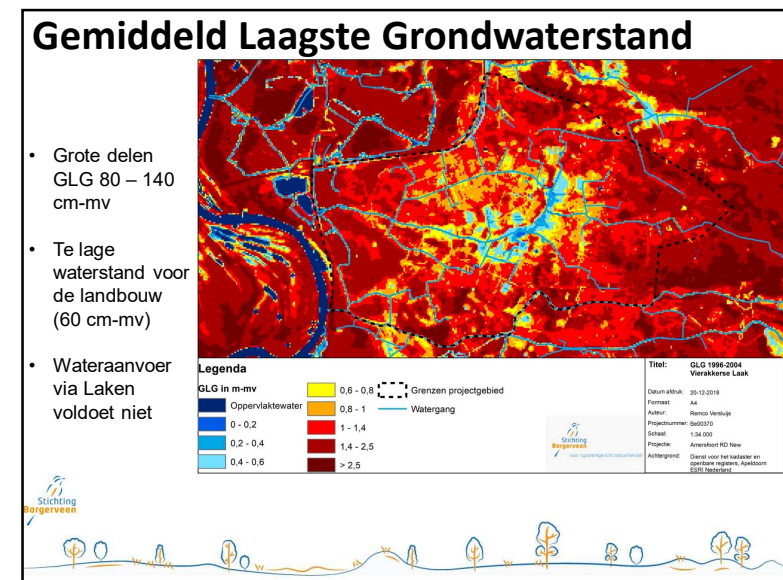 Gemiddeld Laagste Grondwaterstand
• Grote delen
GLG 80 – 140
cm-mv
• Te lage
waterstand voor
de landbouw
(60 cm-mv)
• Wateraanvoer
via Laken
voldoet niet
Legenda
GLG in m-mv
Oppervlaktewater
0 - 0,2
0,2 - 0,4
0,4 - 0,6
0,6 - 0,8
0,8 - 1
1 - 1,4
1,4 - 2,5
> 2,5
Grenzen projectgebied
Watergang
Stichting
Borgerveen
voor systeemgericht natuurherstel
Titel: GLG 1996-2004
Vierakkerse Laak
Datum afdruk: 20-12-2018
Formaat: A4
Auteur: Remco Versluijs
Projectnummer: Be00370
Schaal: 1:34.000
Projectie: Amersfoort RD New
Achtergrond: Dienst voor het kadaster en
openbare registers, Apeldoorn
ESRI Nederland
Stichting
Borgerveen